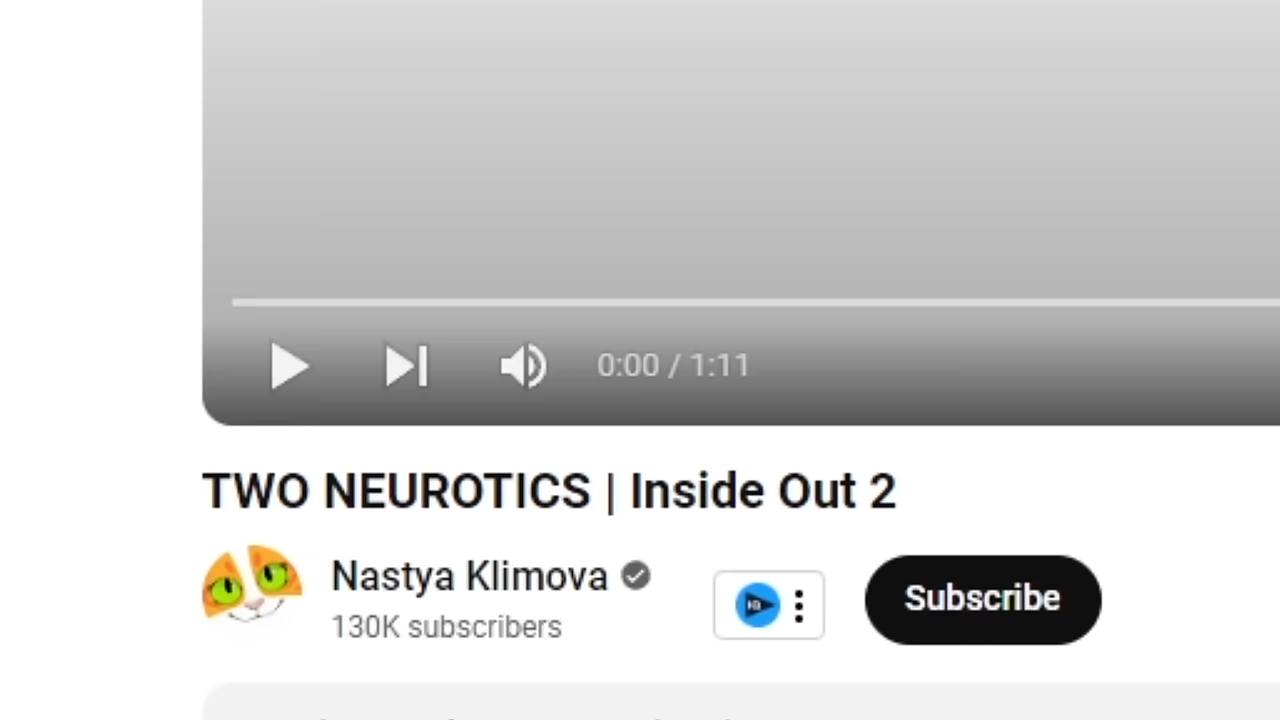 0:00 / 1:11
TWO NEUROTICS | Inside Out 2
Nastya Klimova
130K subscribers
Subscribe